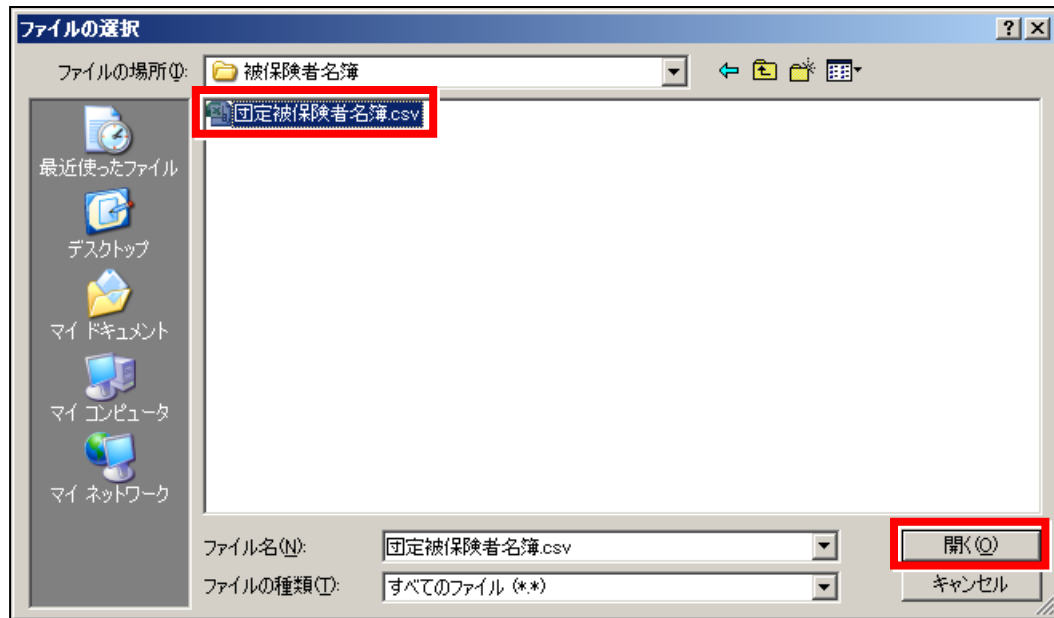 ファイルの選択
ファイルの場所(I):
被保険者名簿
団定被保険者名簿.csv
最近使ったファイル
デスクトップ
マイ ドキュメント
マイ コンピュータ
マイ ネットワーク
ファイル名(N):
団定被保険者名簿.csv
開く(O)
ファイルの種類(T):
すべてのファイル (*.*)
キャンセル